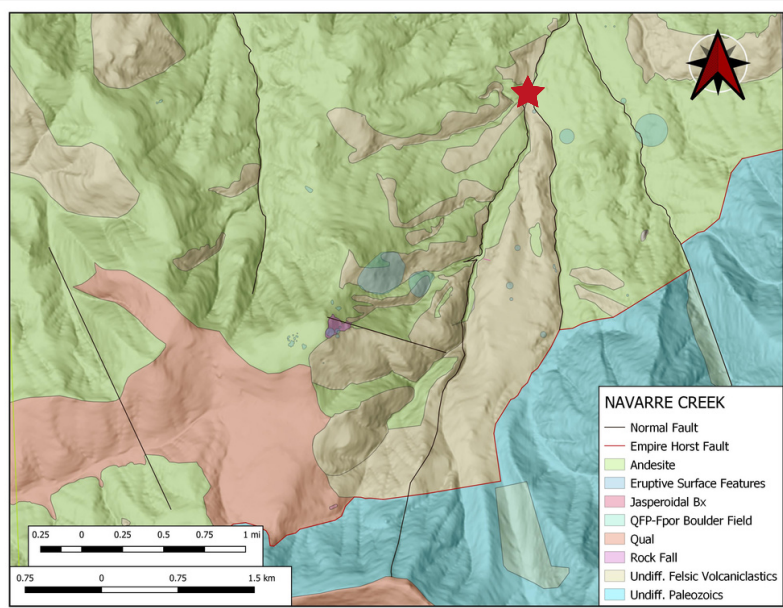 NAVARRE CREEK
Normal Fault
Empire Horst Fault
Andesite
Eruptive Surface Features
Jasperoidal Bx
QFP-Fpor Boulder Field
Qual
Rock Fall
Undiff. Felsic Volcaniclastics
Undiff. Paleozoics
0.25 0 0.25 0.5 0.75 1 mi
0.75 0 0.75 1.5 km